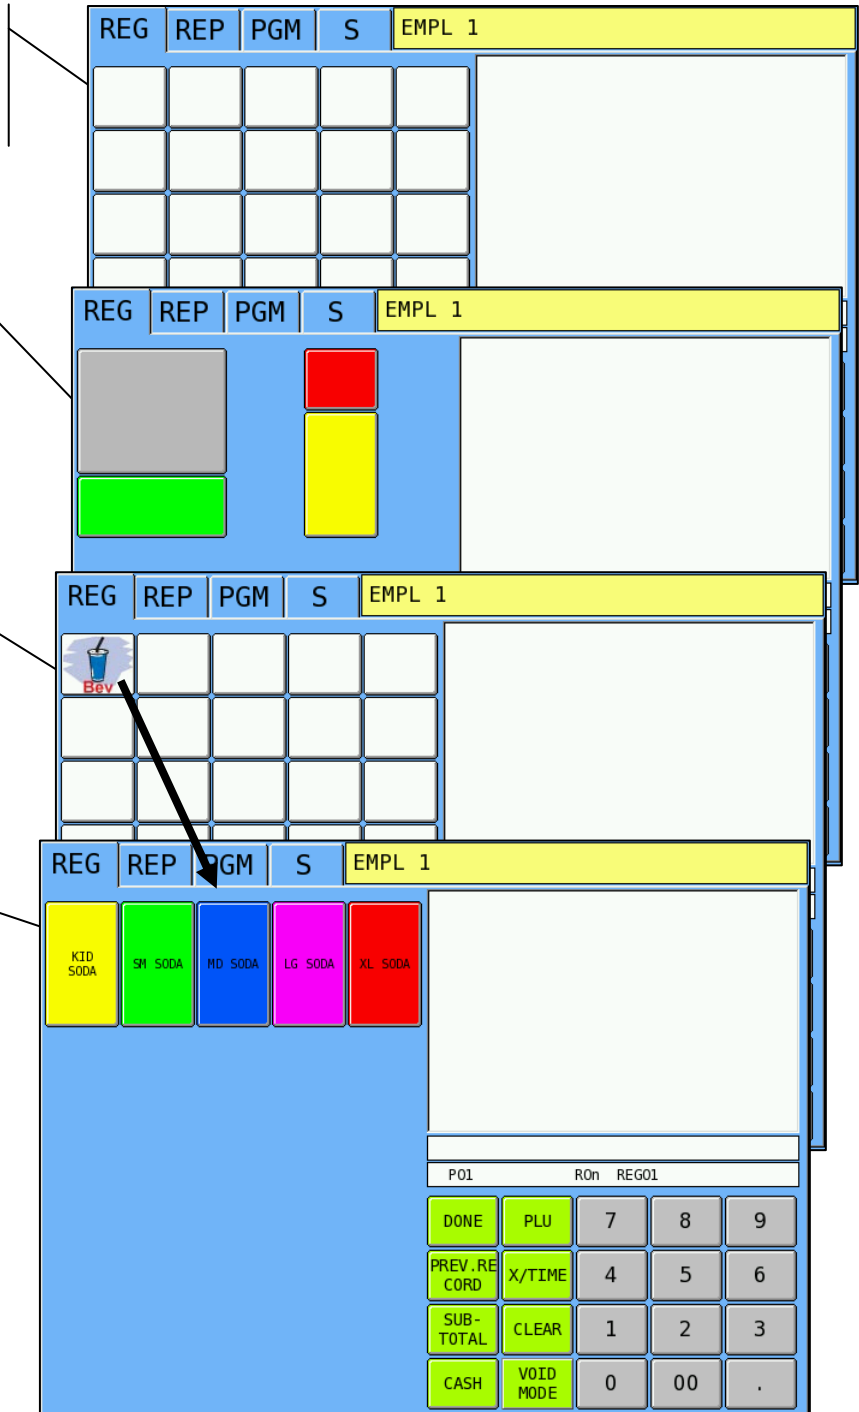 REG REP PGM S EMPL 1
REG REP PGM S EMPL 1
REG REP PGM S EMPL 1
Bev
REG REP PGM S EMPL 1
KID
SODA
SM SODA
MD SODA
LG SODA
XL SODA
P01 R0n REG01
DONE PLU 7 8 9
PREV.RE
CORD
X/TIME 4 5 6
SUB-
TOTAL
CLEAR 1 2 3
CASH
VOID
MODE
0 00 .